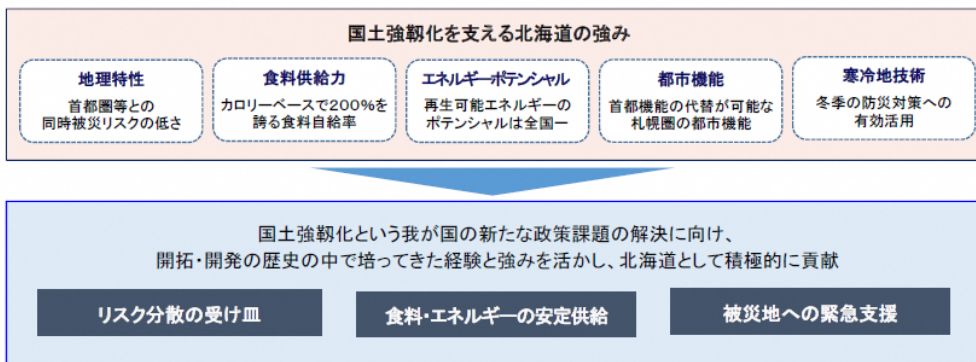 国土強靱化を支える北海道の強み
地理特性
首都圏等との
同時被災リスクの低さ
食料供給力
カロリーベースで200%を
誇る食料自給率
エネルギーポテンシャル
再生可能エネルギーの
ポテンシャルは全国一
都市機能
首都機能の代替が可能な
札幌圏の都市機能
寒冷地技術
冬季の防災対策への
有効活用
国土強靱化という我が国の新たな政策課題の解決に向け、
開拓・開発の歴史の中で培ってきた経験と強みを活かし、北海道として積極的に貢献
リスク分散の受け皿
食料・エネルギーの安定供給
被災地への緊急支援